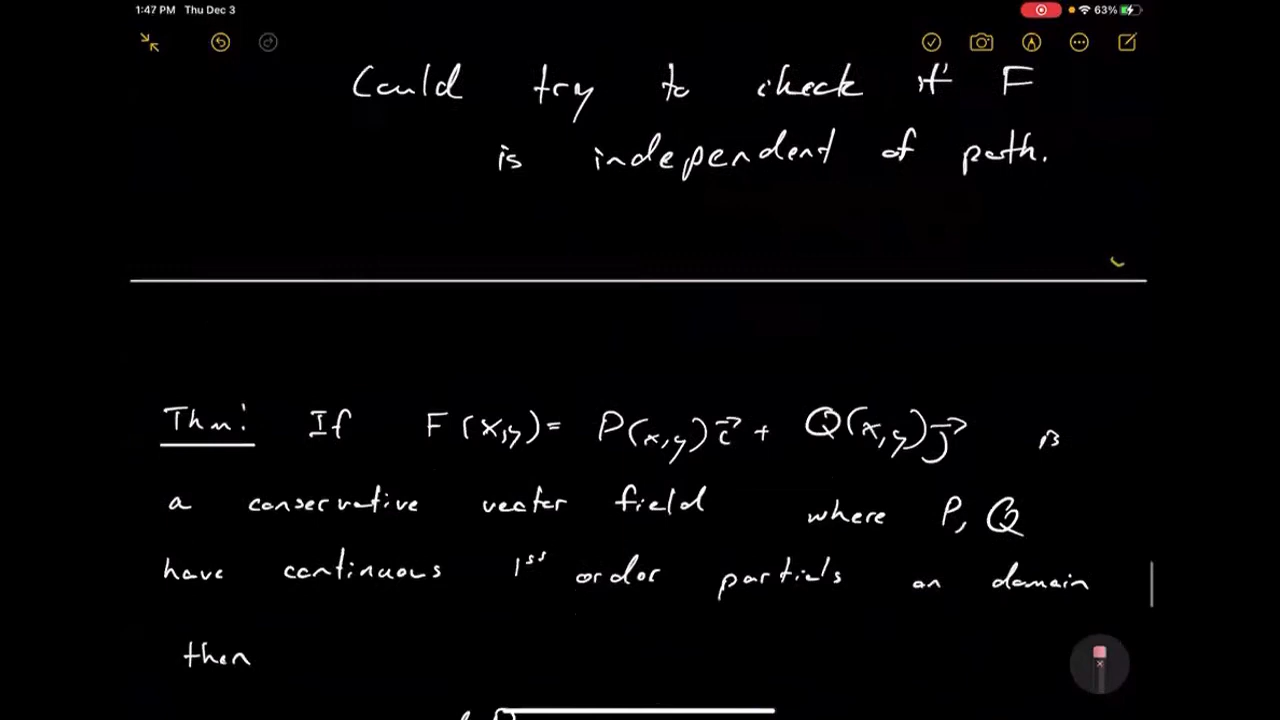 1:47 PM Thu Dec 3
63%
Could try to check if F
is independent of path.
Thm: If F(x,y) = P(x,y)i⃗ + Q(x,y)j⃗ is
a conservative vector field where P, Q
have continuous 1st order partials on domain
then